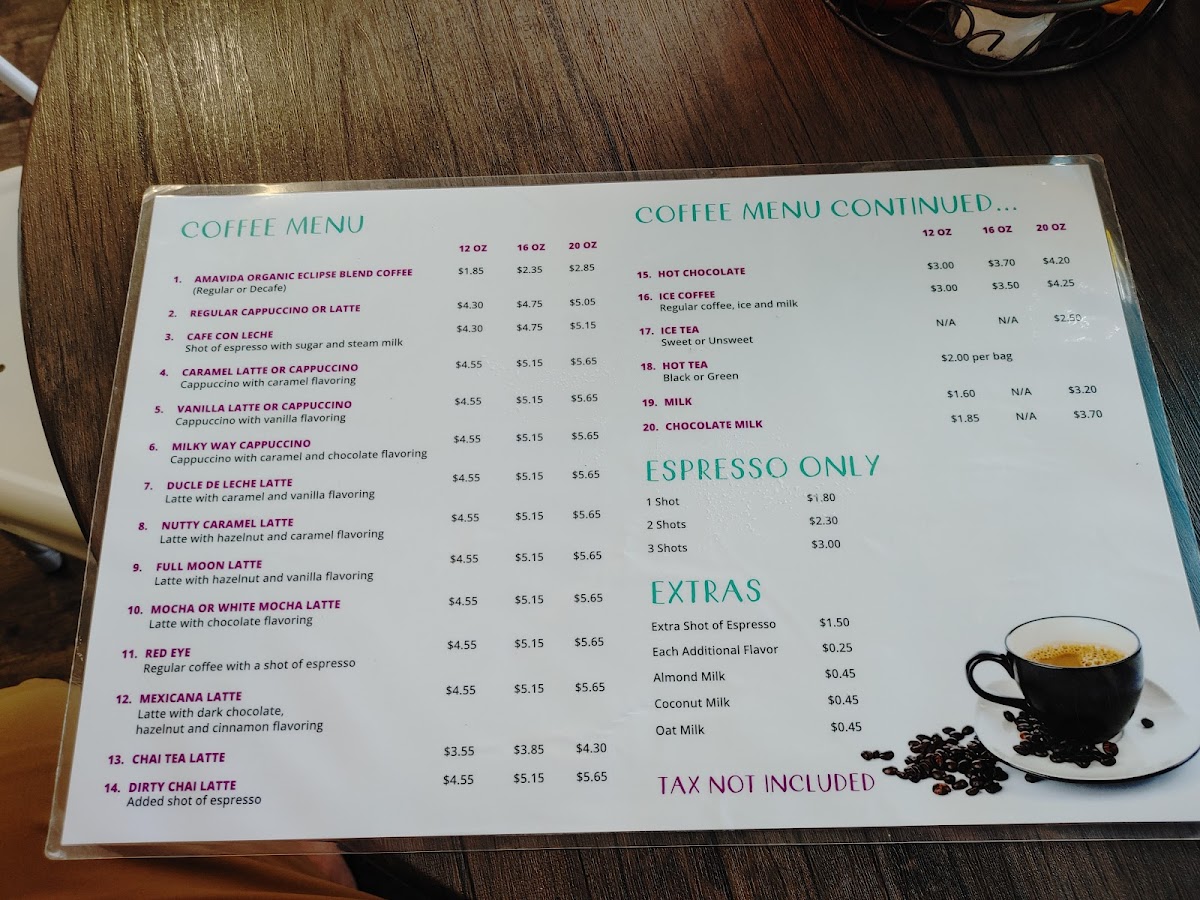 COFFEE MENU
12 OZ 16 OZ 20 OZ
1. AMAVIDA ORGANIC ECLIPSE BLEND COFFEE $1.85 $2.35 $2.85
(Regular or Decafe)
2. REGULAR CAPPUCCINO OR LATTE $4.30 $4.75 $5.05
3. CAFE CON LECHE $4.30 $4.75 $5.15
Shot of espresso with sugar and steam milk
4. CARAMEL LATTE OR CAPPUCCINO $4.55 $5.15 $5.65
Cappuccino with caramel flavoring
5. VANILLA LATTE OR CAPPUCCINO $4.55 $5.15 $5.65
Cappuccino with vanilla flavoring
6. MILKY WAY CAPPUCCINO $4.55 $5.15 $5.65
Cappuccino with caramel and chocolate flavoring
7. DUCLE DE LECHE LATTE $4.55 $5.15 $5.65
Latte with caramel and vanilla flavoring
8. NUTTY CARAMEL LATTE $4.55 $5.15 $5.65
Latte with hazelnut and caramel flavoring
9. FULL MOON LATTE $4.55 $5.15 $5.65
Latte with hazelnut and vanilla flavoring
10. MOCHA OR WHITE MOCHA LATTE $4.55 $5.15 $5.65
Latte with chocolate flavoring
11. RED EYE $4.55 $5.15 $5.65
Regular coffee with a shot of espresso
12. MEXICANA LATTE $4.55 $5.15 $5.65
Latte with dark chocolate,
hazelnut and cinnamon flavoring
13. CHAI TEA LATTE $3.55 $3.85 $4.30
14. DIRTY CHAI LATTE $4.55 $5.15 $5.65
Added shot of espresso
COFFEE MENU CONTINUED...
12 OZ 16 OZ 20 OZ
15. HOT CHOCOLATE $3.00 $3.70 $4.20
16. ICE COFFEE $3.00 $3.50 $4.25
Regular coffee, ice and milk
17. ICE TEA N/A N/A $2.50
Sweet or Unsweet
18. HOT TEA $2.00 per bag
Black or Green
19. MILK $1.60 N/A $3.20
20. CHOCOLATE MILK $1.85 N/A $3.70
ESPRESSO ONLY
1 Shot $1.80
2 Shots $2.30
3 Shots $3.00
EXTRAS
Extra Shot of Espresso $1.50
Each Additional Flavor $0.25
Almond Milk $0.45
Coconut Milk $0.45
Oat Milk $0.45
TAX NOT INCLUDED